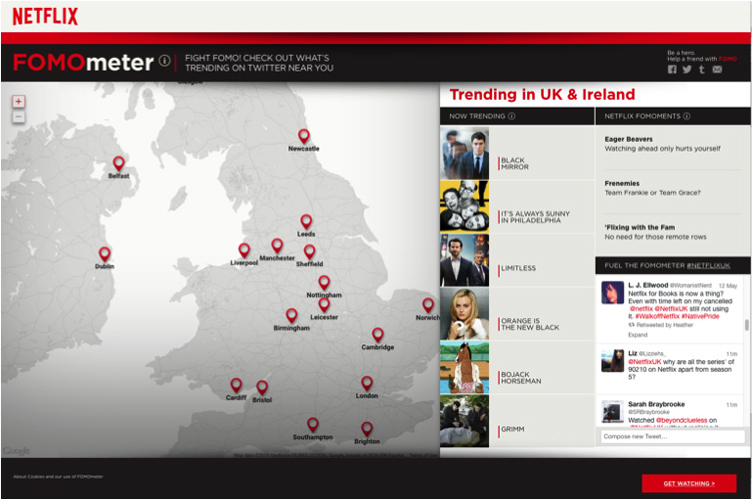 NETFLIX
FOMOmeter
FIGHT FOMO! CHECK OUT WHAT'S
TRENDING ON TWITTER NEAR YOU
Be a hero.
Help a friend with FOMO
+
−
Newcastle
Belfast
Leeds
Dublin
Liverpool
Manchester
Sheffield
Nottingham
Leicester
Norwich
Birmingham
Cambridge
Cardiff
Bristol
London
Southampton
Brighton
Google
Trending in UK & Ireland
NOW TRENDING
BLACK
MIRROR
IT'S ALWAYS SUNNY
IN PHILADELPHIA
LIMITLESS
ORANGE IS
THE NEW BLACK
BOJACK
HORSEMAN
GRIMM
NETFLIX FOMOMENTS
Eager Beavers
Watching ahead only hurts yourself
Frenemies
Team Frankie or Team Grace?
'Flixing with the Fam
No need for those remote rows
FUEL THE FOMOMETER #NETFLIXUK
L. J. Ellwood @WomanistNerd 12 May
Netflix for Books is now a thing?
Even with time left on my cancelled
@netflix @NetflixUK still not using
it. #WalkoffNetflix #NativePride
Retweeted by Heather
Expand
Liz 11m
@NetflixUK why are all the series' of
90210 on Netflix apart from season
5?
Sarah Braybrooke 11m
@SRBraybrooke
Watched @beyondclueless on
Compose new Tweet...
About Cookies and our use of FOMOmeter
GET WATCHING >